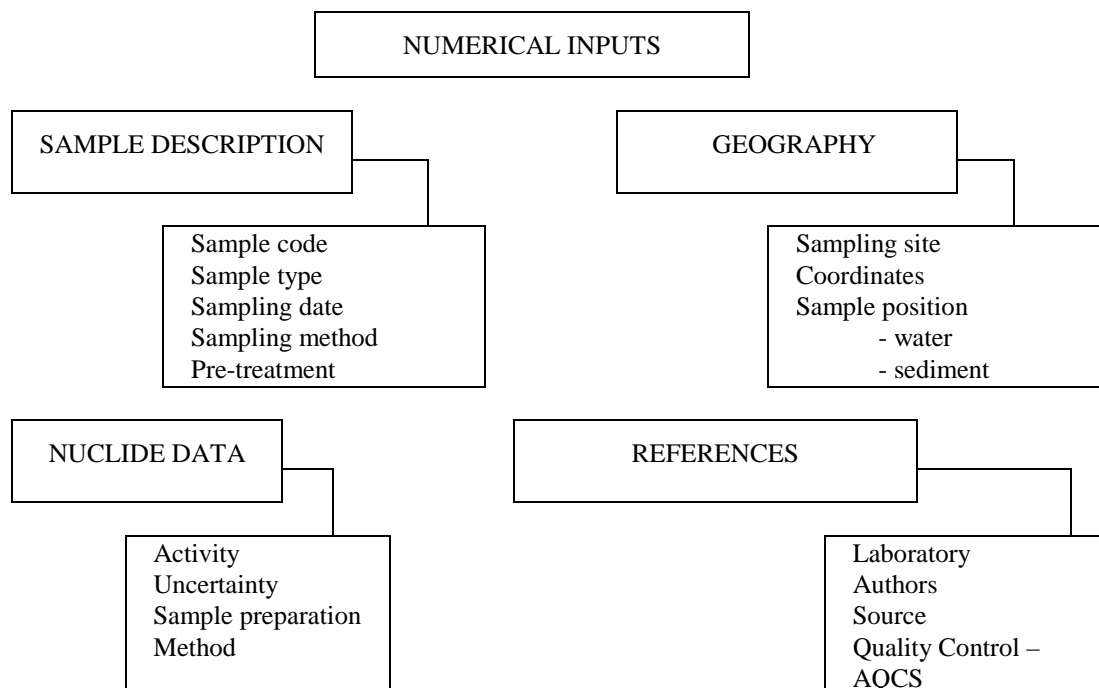 NUMERICAL INPUTS
SAMPLE DESCRIPTION
Sample code
Sample type
Sampling date
Sampling method
Pre-treatment
GEOGRAPHY
Sampling site
Coordinates
Sample position
- water
- sediment
NUCLIDE DATA
Activity
Uncertainty
Sample preparation
Method
REFERENCES
Laboratory
Authors
Source
Quality Control –
AQCS